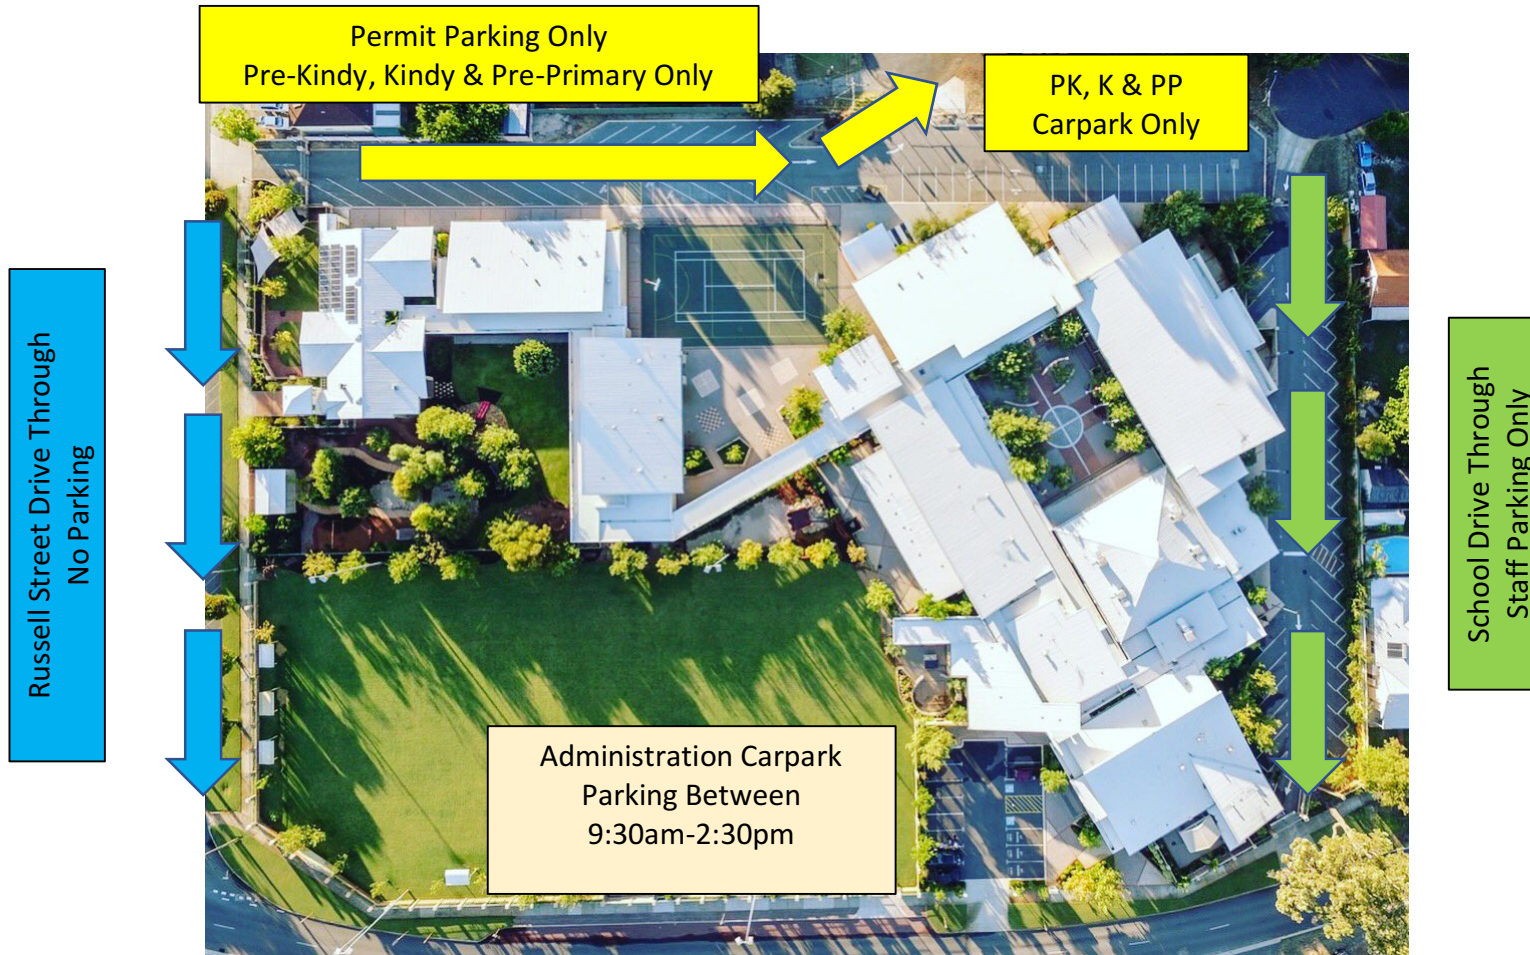 Permit Parking Only
Pre-Kindy, Kindy & Pre-Primary Only
PK, K & PP
Carpark Only
Russell Street Drive Through
No Parking
School Drive Through
Staff Parking Only
Administration Carpark
Parking Between
9:30am-2:30pm